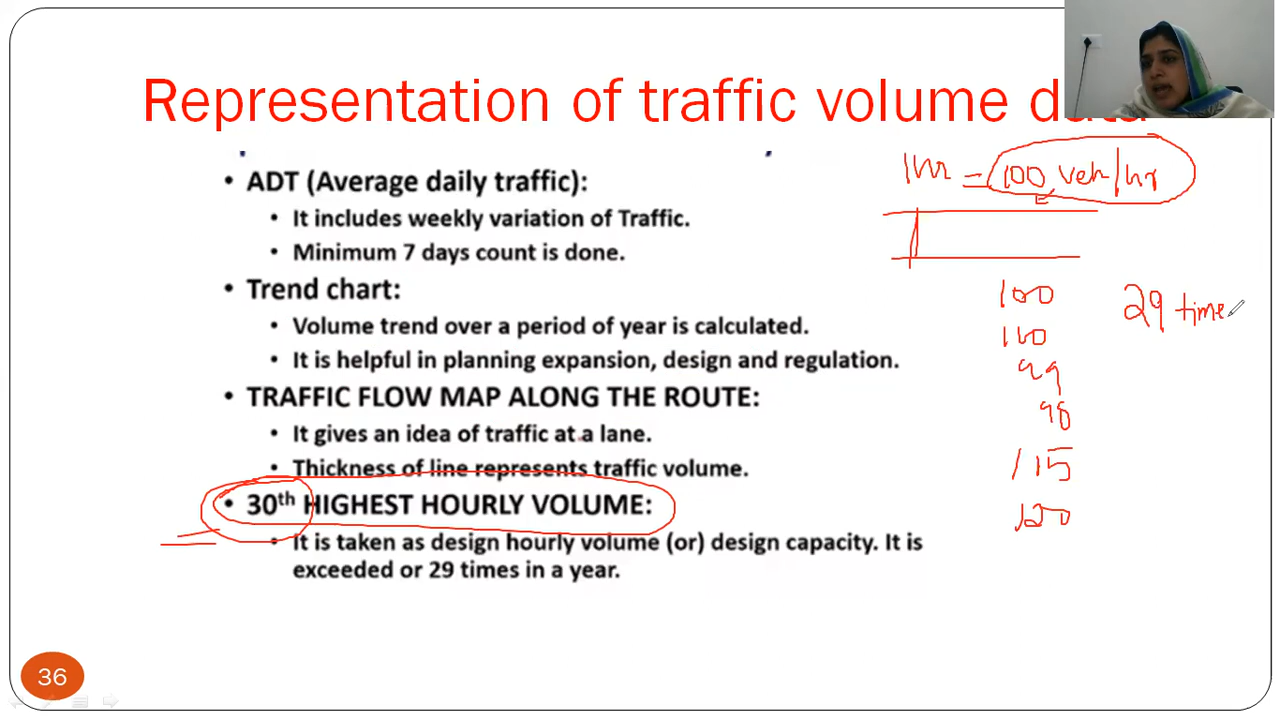 Representation of traffic volume data
1hr = 100 veh/hr
• ADT (Average daily traffic):
• It includes weekly variation of Traffic.
• Minimum 7 days count is done.
• Trend chart:
• Volume trend over a period of year is calculated.
• It is helpful in planning expansion, design and regulation.
• TRAFFIC FLOW MAP ALONG THE ROUTE:
• It gives an idea of traffic at a lane.
• Thickness of line represents traffic volume.
• 30th HIGHEST HOURLY VOLUME:
• It is taken as design hourly volume (or) design capacity. It is
exceeded or 29 times in a year.
100
99
98
115
120
29 time
36